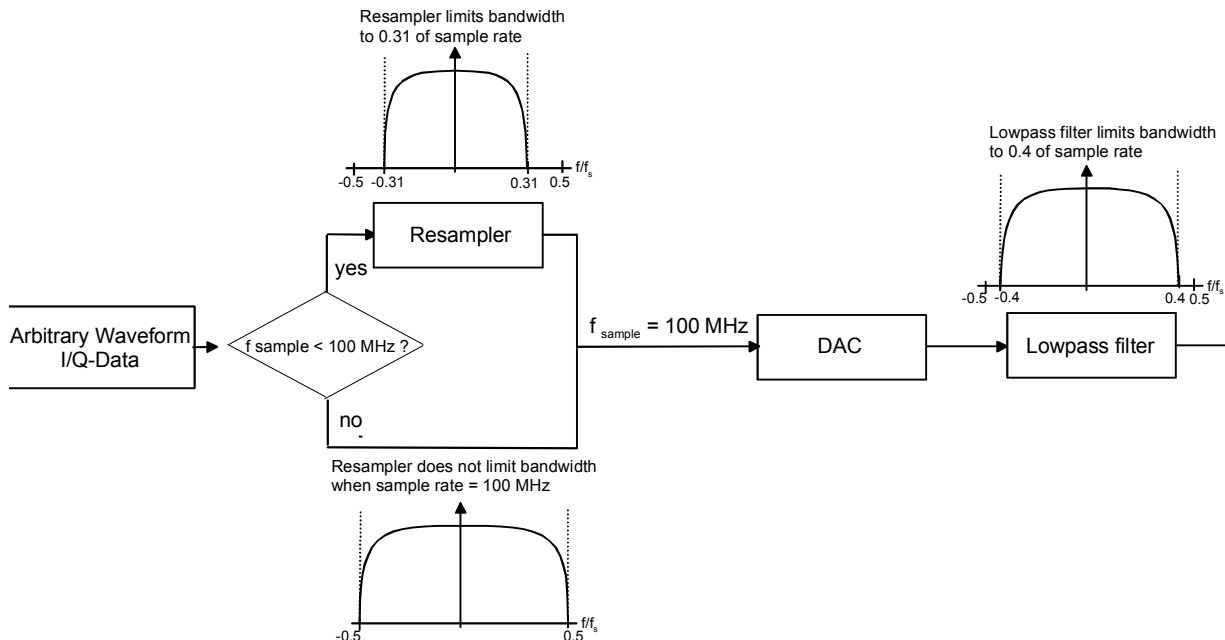 Resampler limits bandwidth
to 0.31 of sample rate
f/fs
-0.5
-0.31
0.31
0.5
Lowpass filter limits bandwidth
to 0.4 of sample rate
f/fs
-0.5
-0.4
0.4
0.5
Resampler
yes
Arbitrary Waveform
I/Q-Data
f sample < 100 MHz ?
f sample = 100 MHz
DAC
Lowpass filter
no
Resampler does not limit bandwidth
when sample rate = 100 MHz
f/fs
-0.5
0.5